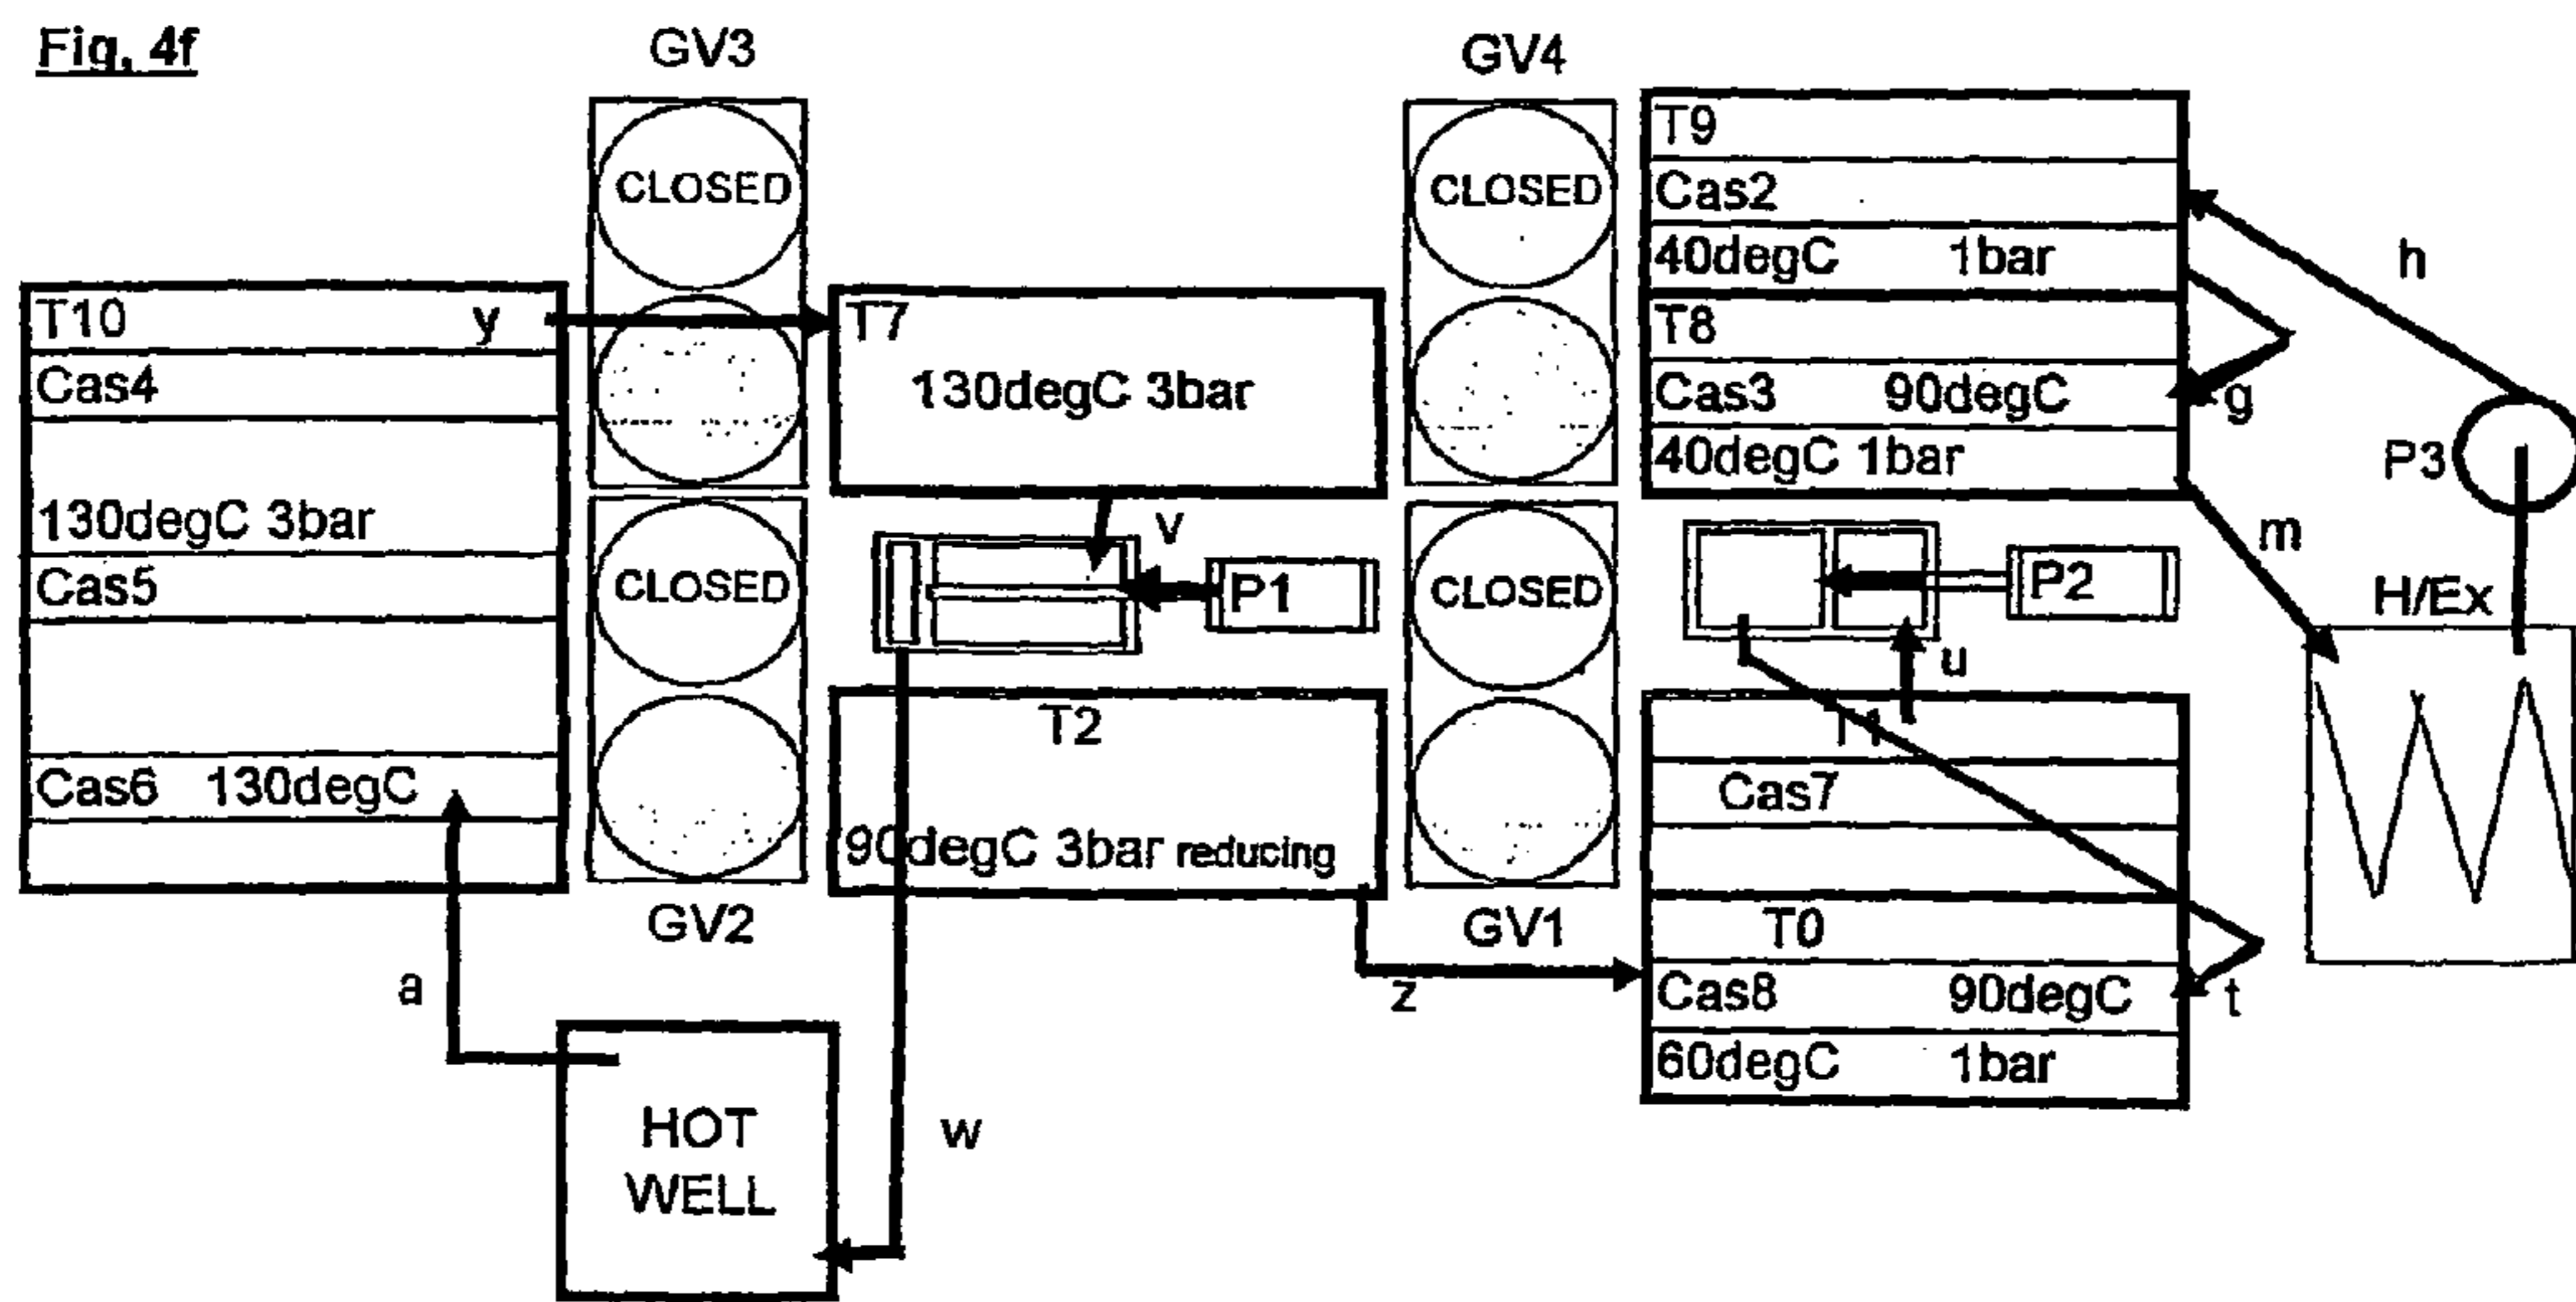 Fig. 4f
GV3
GV4
CLOSED
CLOSED
T9
Cas2
40degC 1bar
h
T10
y
T7
T8
Cas4
130degC 3bar
Cas3 90degC
g
40degC 1bar
P3
130degC 3bar
v
m
Cas5
CLOSED
P1
CLOSED
P2
H/Ex
u
T2
T1
Cas6 130degC
Cas7
90degC 3bar reducing
GV2
GV1
T0
a
z
Cas8 90degC
t
60degC 1bar
HOT
WELL
w